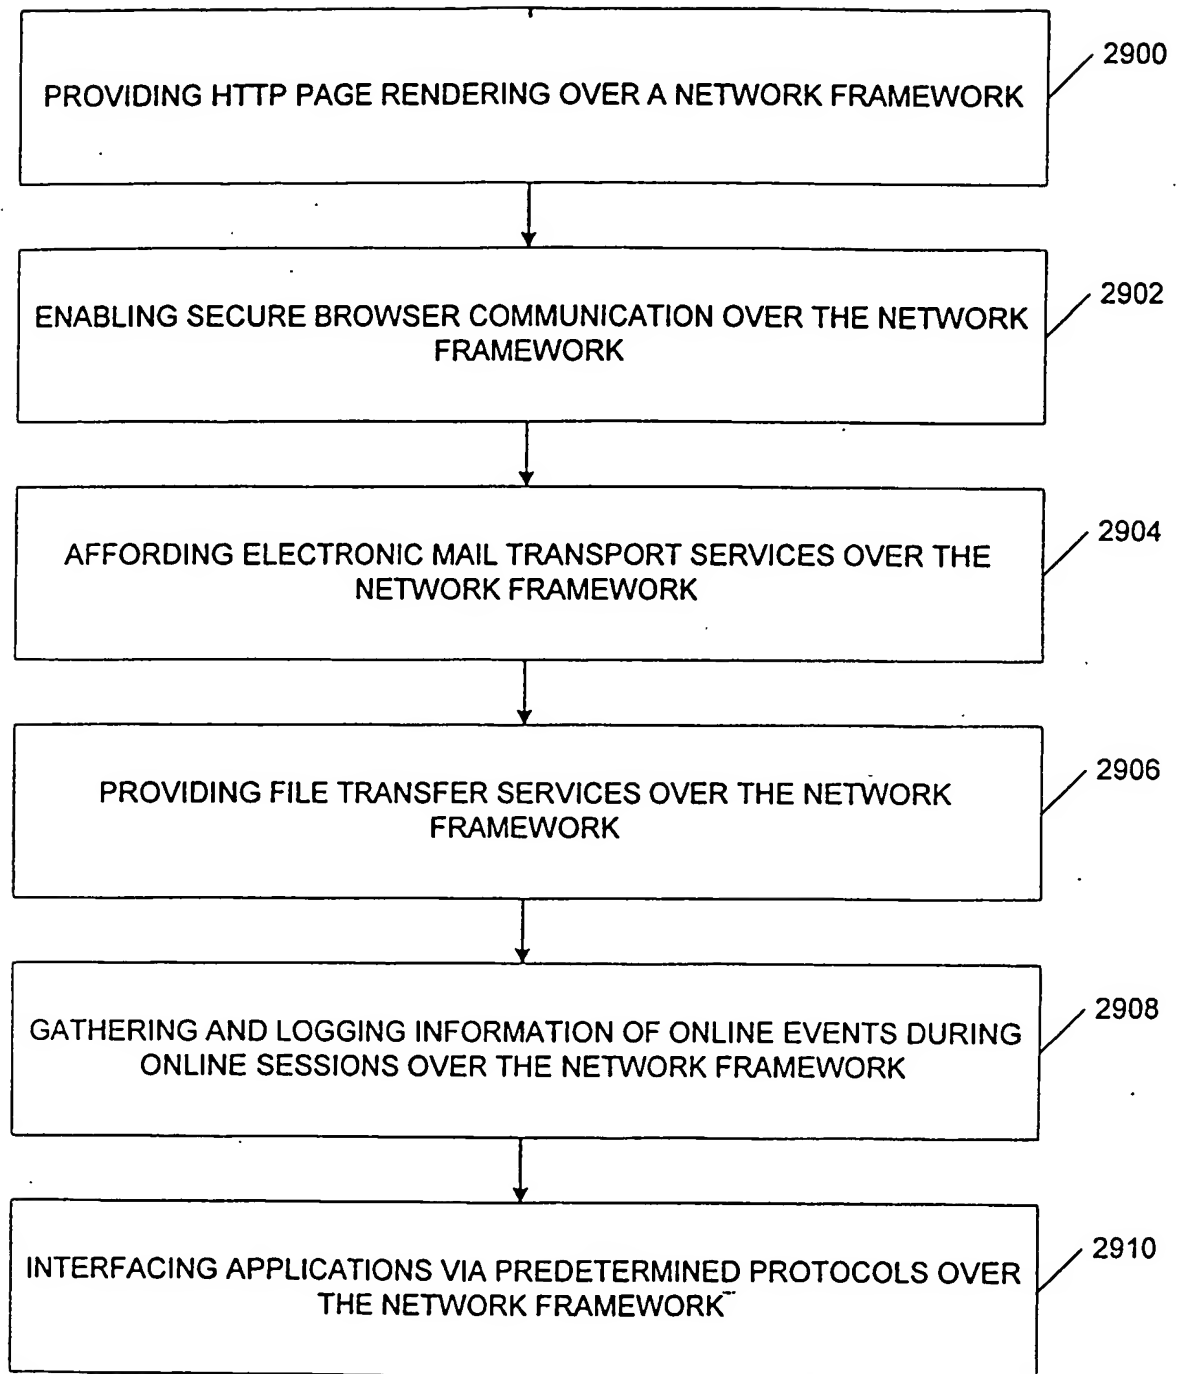 PROVIDING HTTP PAGE RENDERING OVER A NETWORK FRAMEWORK
2900
ENABLING SECURE BROWSER COMMUNICATION OVER THE NETWORK
FRAMEWORK
2902
AFFORDING ELECTRONIC MAIL TRANSPORT SERVICES OVER THE
NETWORK FRAMEWORK
2904
PROVIDING FILE TRANSFER SERVICES OVER THE NETWORK
FRAMEWORK
2906
GATHERING AND LOGGING INFORMATION OF ONLINE EVENTS DURING
ONLINE SESSIONS OVER THE NETWORK FRAMEWORK
2908
INTERFACING APPLICATIONS VIA PREDETERMINED PROTOCOLS OVER
THE NETWORK FRAMEWORK
2910